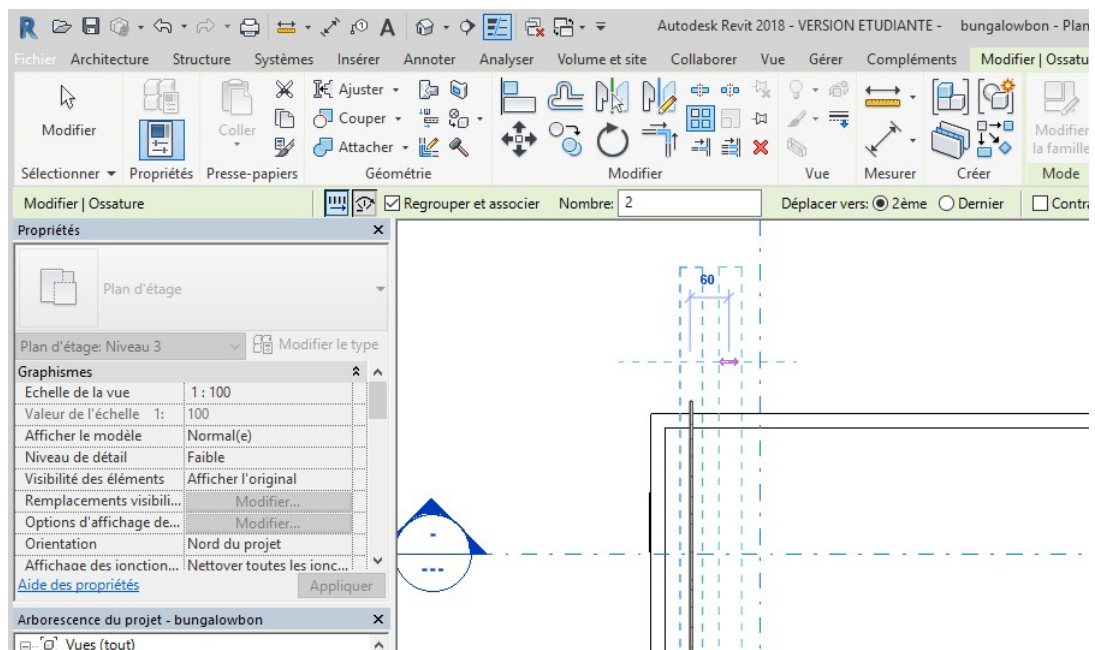 R A Autodesk Revit 2018 - VERSION ETUDIANTE - bungalowbon - Plan
Fichier Architecture Structure Systèmes Insérer Annoter Analyser Volume et site Collaborer Vue Gérer Compléments Modifier | Ossatu
Ajuster
Modifier Coller Couper Modifier
Attacher la famille
Sélectionner Propriétés Presse-papiers Géométrie Modifier Vue Mesurer Créer Mode
Modifier | Ossature Regrouper et associer Nombre: 2 Déplacer vers: 2ème Dernier Contra
Propriétés
Plan d'étage
Plan d'étage: Niveau 3 Modifier le type
Graphismes
Echelle de la vue 1 : 100
Valeur de l'échelle 1: 100
Afficher le modèle Normal(e)
Niveau de détail Faible
Visibilité des éléments Afficher l'original
Remplacements visibili... Modifier...
Options d'affichage de... Modifier...
Orientation Nord du projet
Affichage des jonction... Nettoyer toutes les jonc...
Aide des propriétés Appliquer
Arborescence du projet - bungalowbon
Vues (tout)
60
-
---